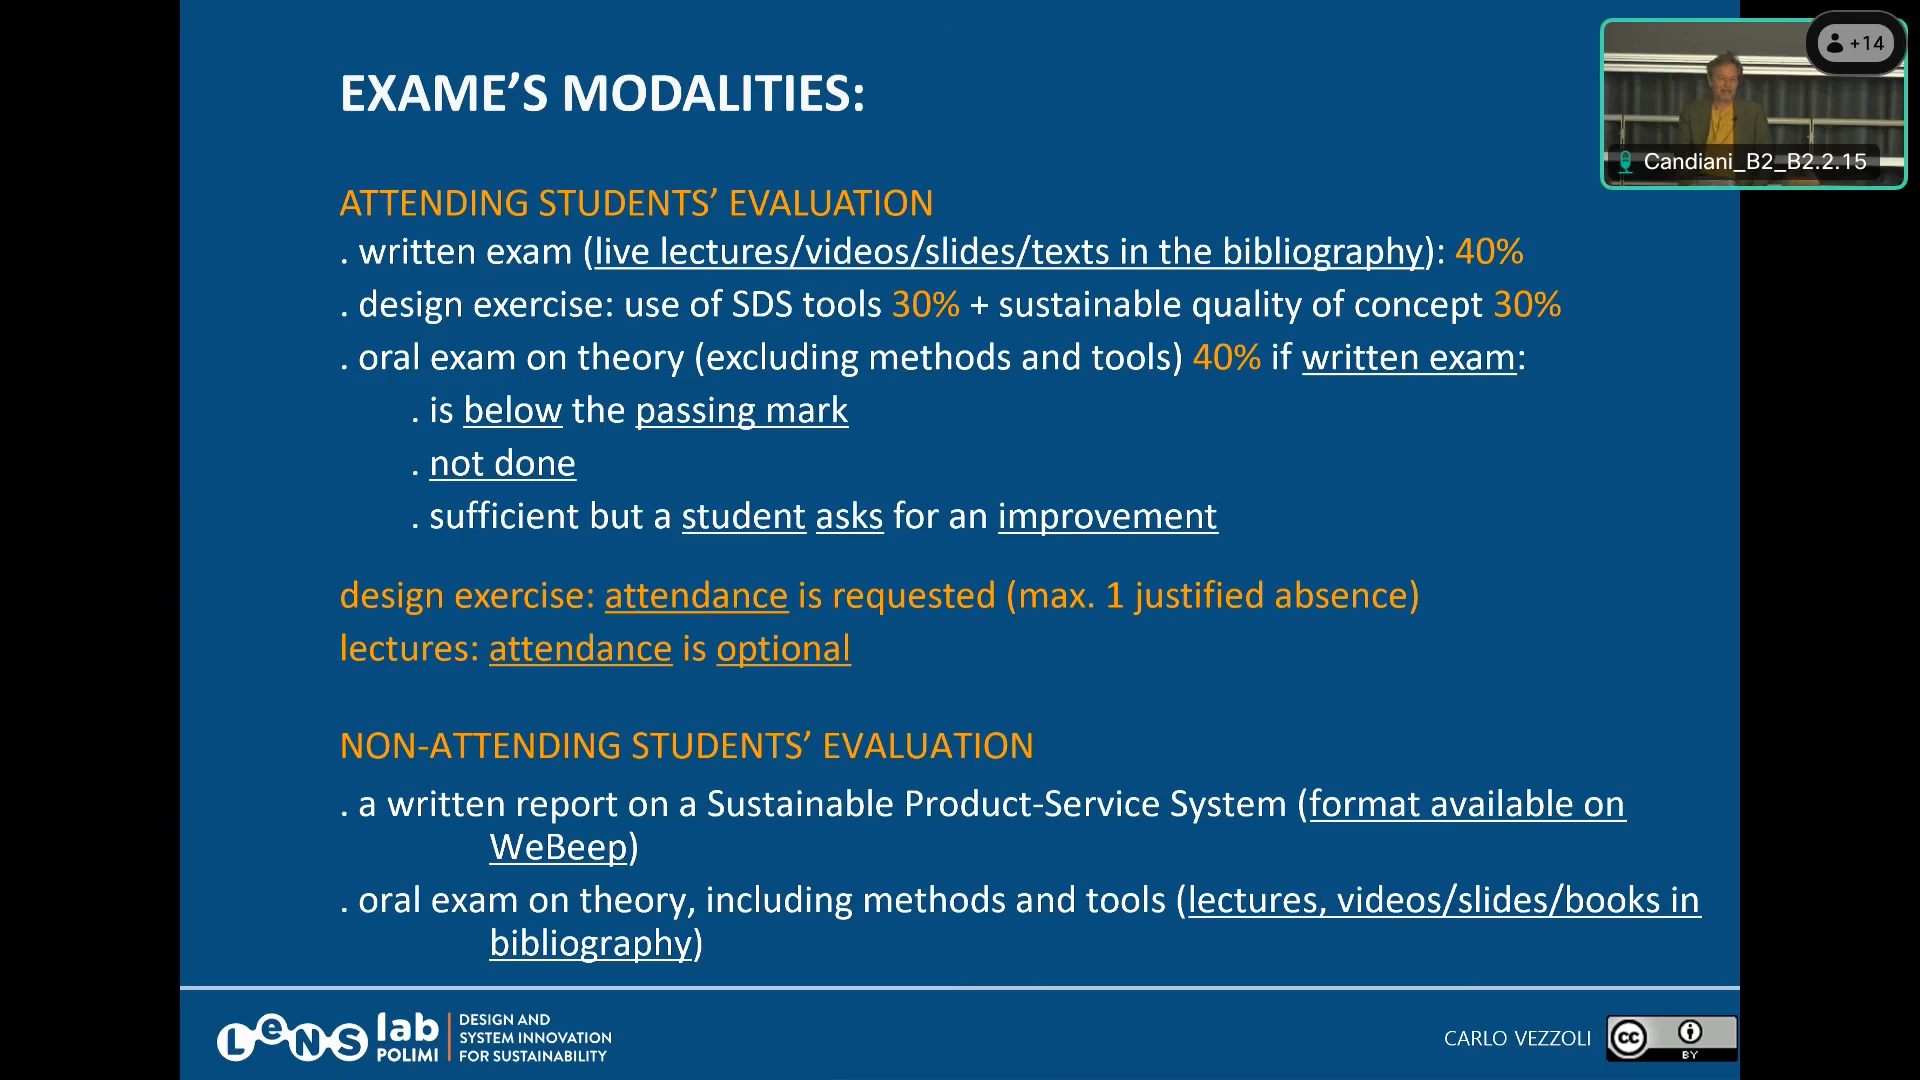 EXAME’S MODALITIES:
+14
Candiani_B2_B2.2.15
ATTENDING STUDENTS’ EVALUATION
. written exam (live lectures/videos/slides/texts in the bibliography): 40%
. design exercise: use of SDS tools 30% + sustainable quality of concept 30%
. oral exam on theory (excluding methods and tools) 40% if written exam:
. is below the passing mark
. not done
. sufficient but a student asks for an improvement
design exercise: attendance is requested (max. 1 justified absence)
lectures: attendance is optional
NON-ATTENDING STUDENTS’ EVALUATION
. a written report on a Sustainable Product-Service System (format available on
WeBeep)
. oral exam on theory, including methods and tools (lectures, videos/slides/books in
bibliography)
LeNS lab
POLIMI
DESIGN AND
SYSTEM INNOVATION
FOR SUSTAINABILITY
CARLO VEZZOLI
cc
BY